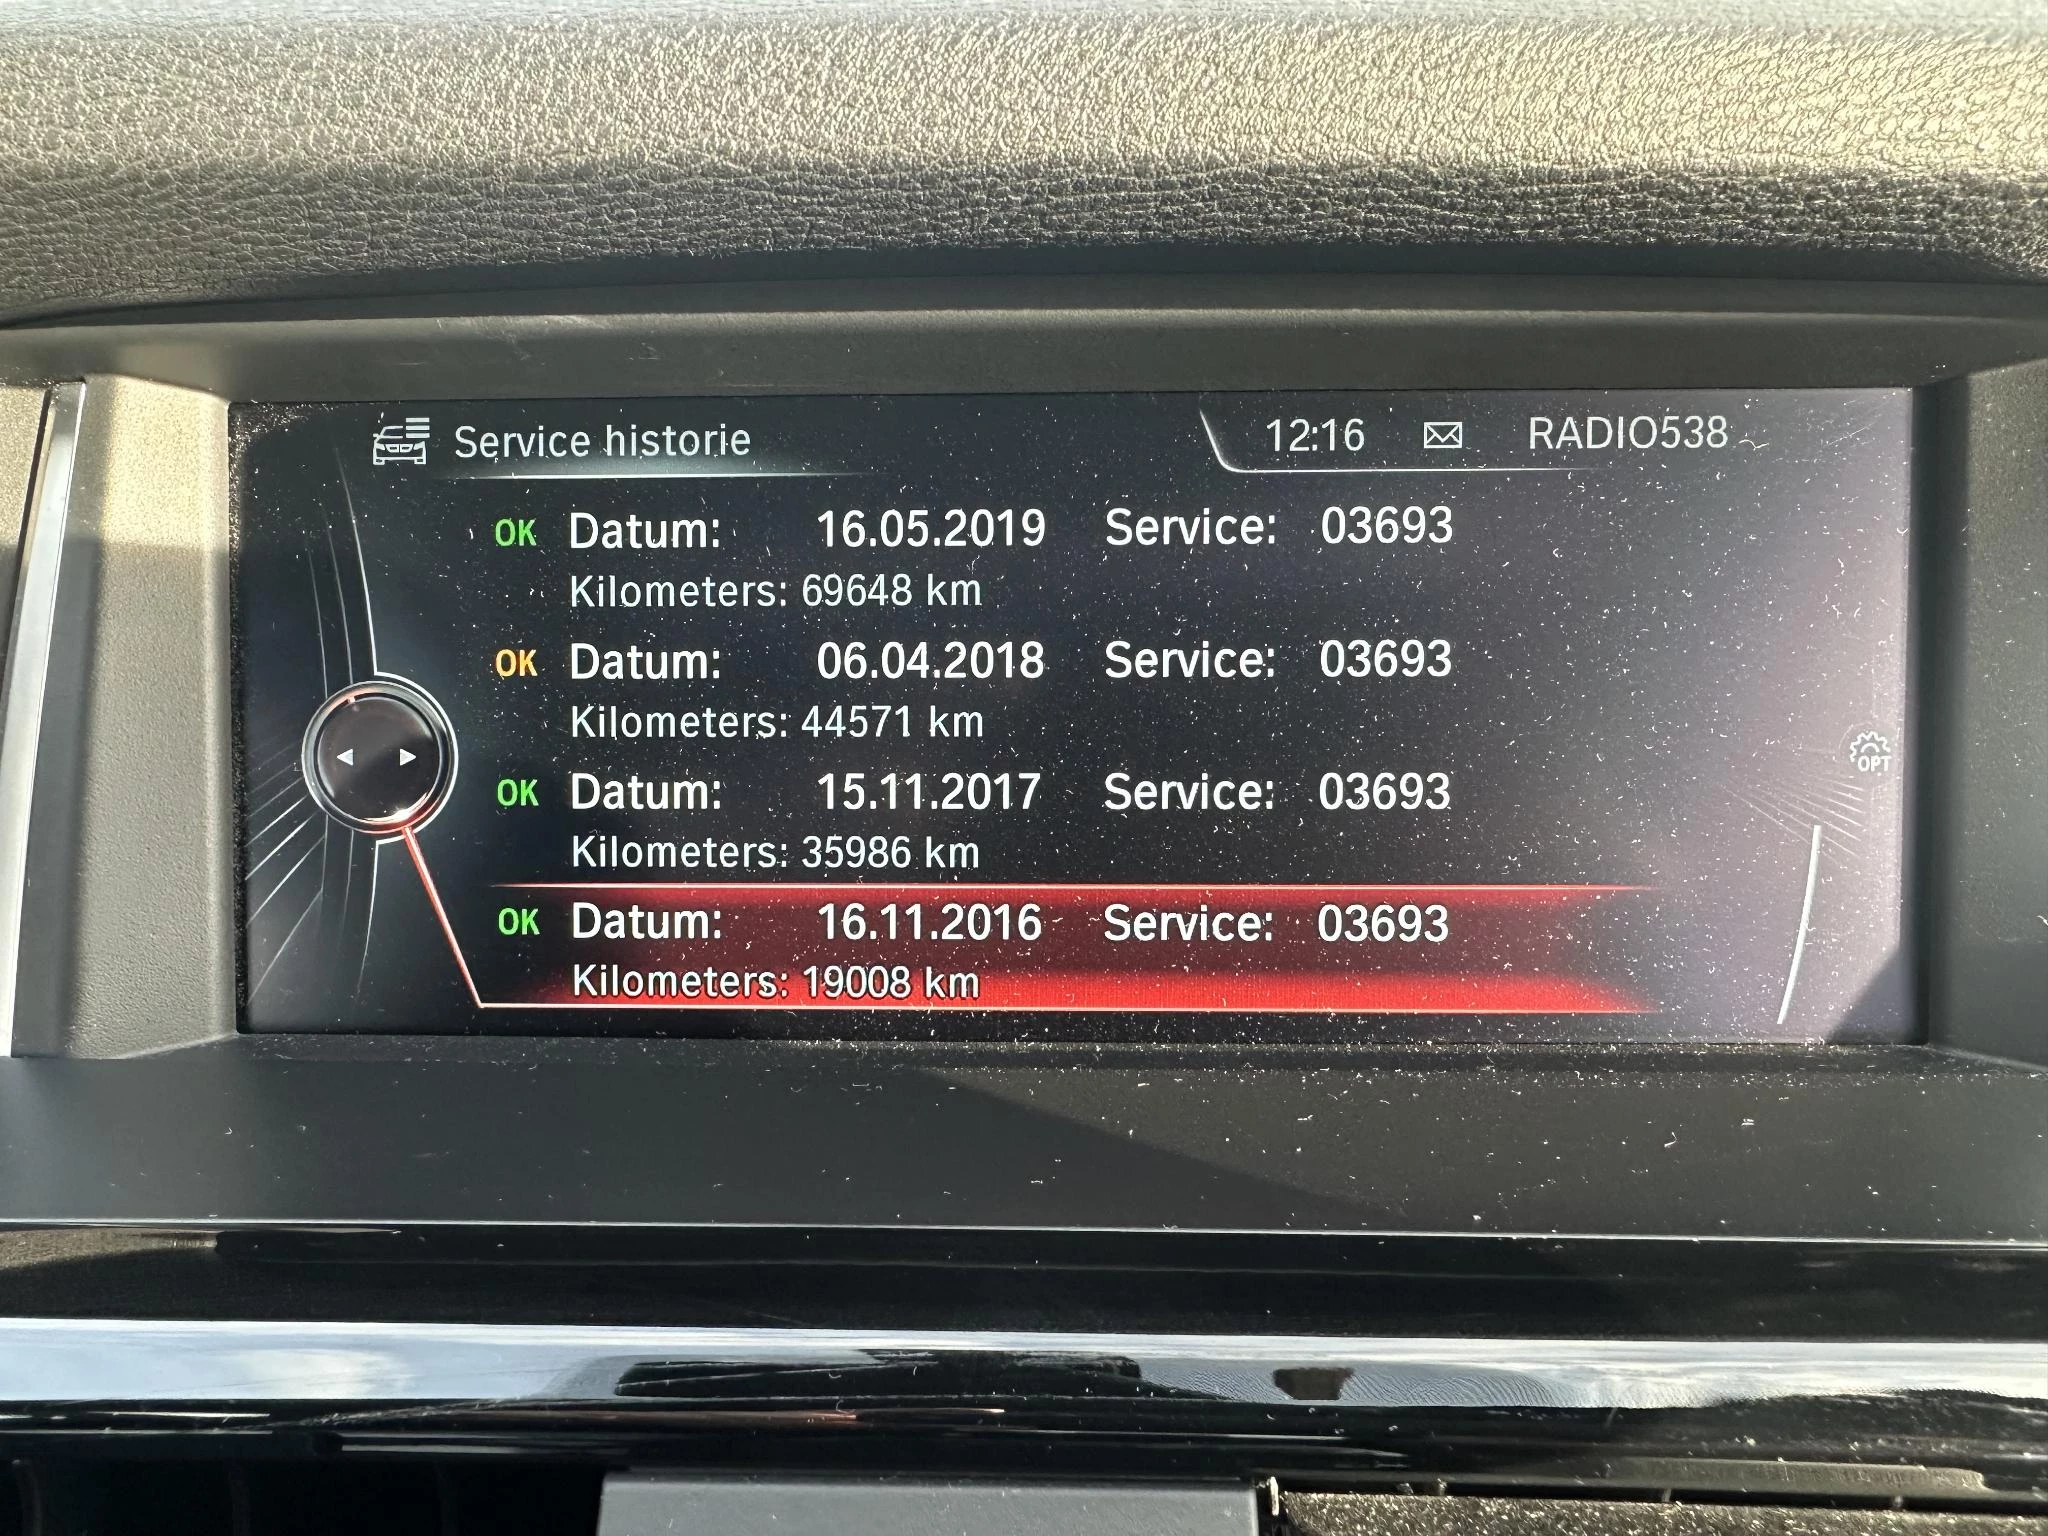 Service historie 12:16 RADIO538
OK Datum: 16.05.2019 Service: 03693
Kilometers: 69648 km
OK Datum: 06.04.2018 Service: 03693
Kilometers: 44571 km
OPT
OK Datum: 15.11.2017 Service: 03693
Kilometers: 35986 km
OK Datum: 16.11.2016 Service: 03693
Kilometers: 19008 km